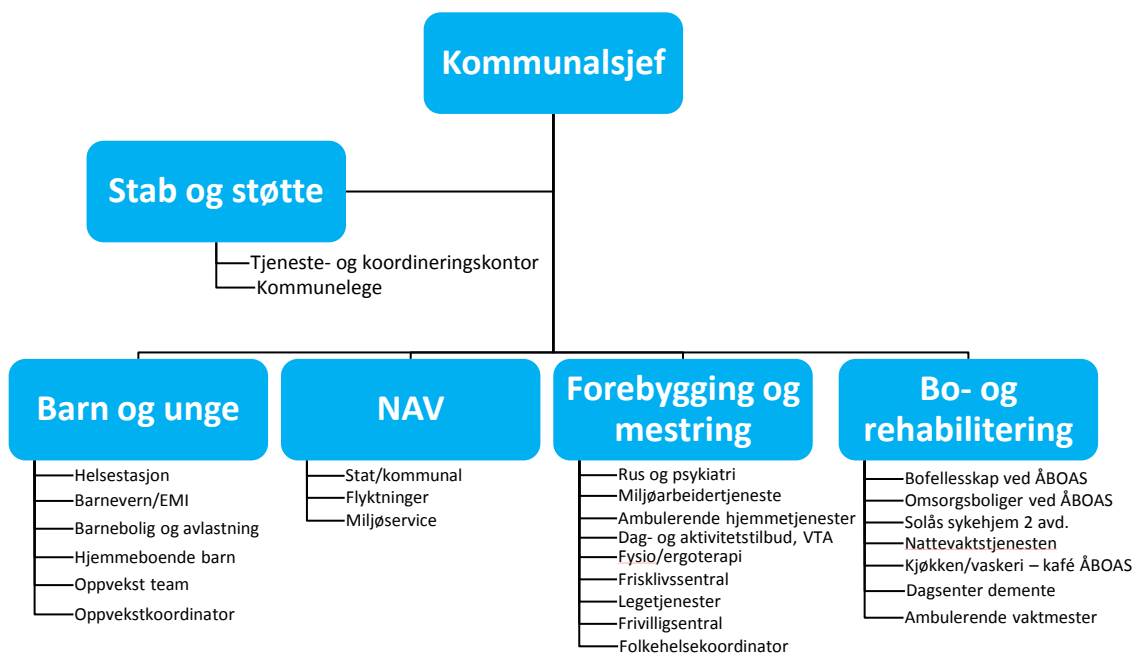 Kommunalsjef
Stab og støtte
Tjeneste- og koordineringskontor
Kommunelege
Barn og unge
Helsestasjon
Barnevern/EMI
Barnebolig og avlastning
Hjemmeboende barn
Oppvekst team
Oppvekstkoordinator
NAV
Stat/kommunal
Flyktninger
Miljøservice
Forebygging og
mestring
Rus og psykiatri
Miljøarbeidertjeneste
Ambulerende hjemmetjenester
Dag- og aktivitetstilbud, VTA
Fysio/ergoterapi
Frisklivssentral
Legetjenester
Frivilligsentral
Folkehelsekoordinator
Bo- og
rehabilitering
Bofellesskap ved ÅBOAS
Omsorgsboliger ved ÅBOAS
Solås sykehjem 2 avd.
Nattevaktstjenesten
Kjøkken/vaskeri – kafé ÅBOAS
Dagsenter demente
Ambulerende vaktmester